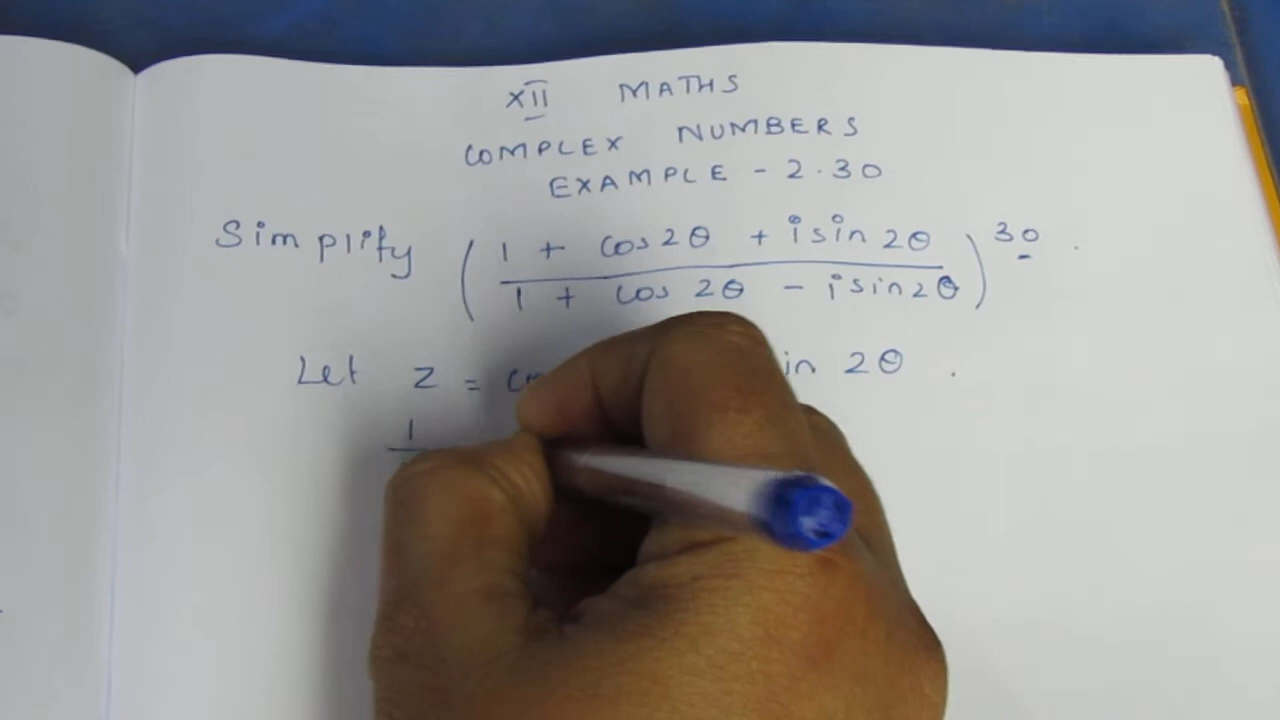 XII MATHS
COMPLEX NUMBERS
EXAMPLE - 2.30
Simplify ( 1 + cos 2θ + i sin 2θ / 1 + cos 2θ - i sin 2θ ) 30 .
Let z = in 2θ .
1